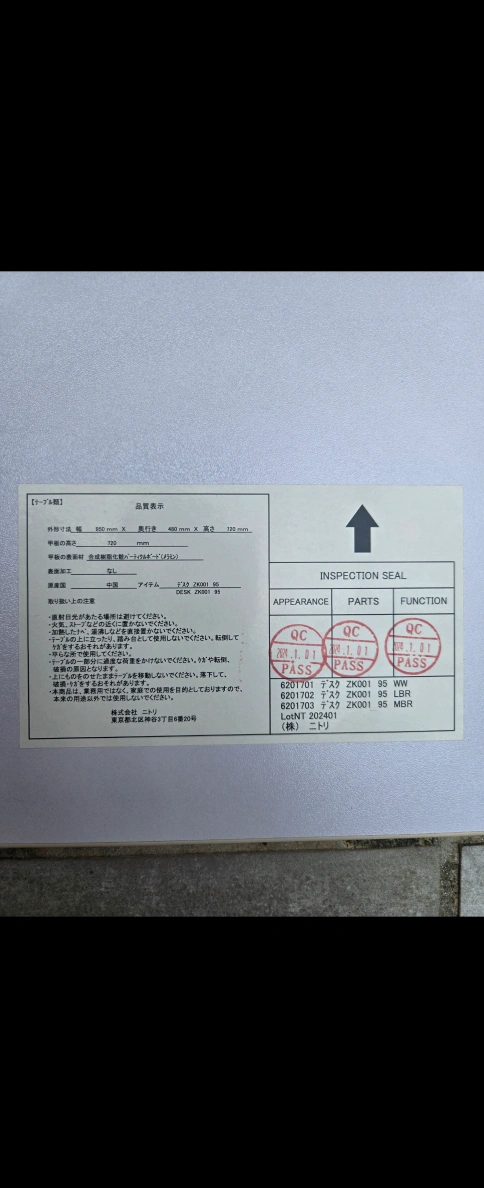 【テーブル類】
品質表示
外形寸法 幅 950 mm X 奥行き 480 mm X 高さ 720 mm
甲板の高さ 720 mm
甲板の表面材 合成樹脂化粧パーティクルボード(メラミン)
表面加工 なし
原産国 中国 アイテム デスク ZK001 95
DESK ZK001 95
取り扱い上の注意
・直射日光があたる場所は避けてください。
・火気、ストーブなどの近くに置かないでください。
・加熱したナベ、湯沸しなどを直接置かないでください。
・テーブルの上に立ったり、踏み台として使用しないでください。転倒して
ケガをするおそれがあります。
・平らな所で使用してください。
・テーブルの一部分に過度な荷重をかけないでください。ケガや転倒、
破損の原因となります。
・上にものをのせたままテーブルを移動しないでください。落下して、
破損・ケガをするおそれがあります。
・本商品は、業務用ではなく、家庭での使用を目的としておりますので、
本来の用途以外では使用しないでください。
株式会社 ニトリ
東京都北区神谷3丁目6番20号
INSPECTION SEAL
APPEARANCE PARTS FUNCTION
QC QC QC
2024.1.01 2024.1.01 2024.1.01
PASS PASS PASS
6201701 デスク ZK001 95 WW
6201702 デスク ZK001 95 LBR
6201703 デスク ZK001 95 MBR
LotNT 202401
(株) ニトリ